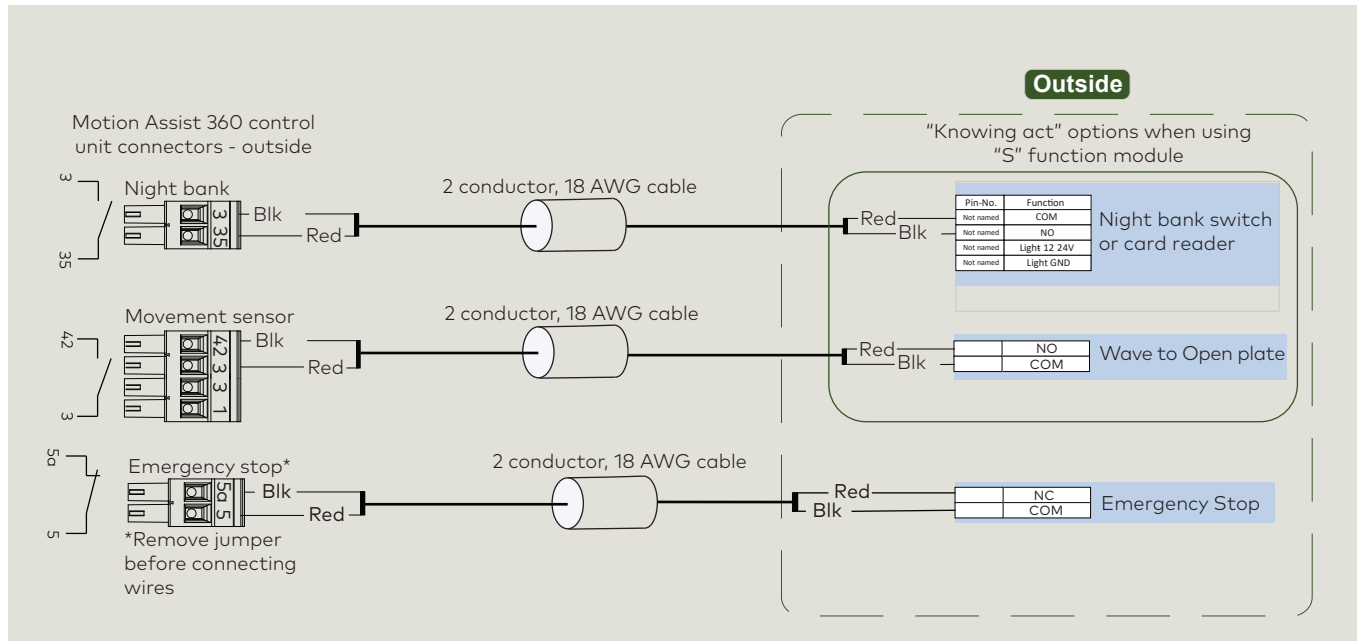 Outside
Motion Assist 360 control
unit connectors - outside
"Knowing act" options when using
"S" function module
3
35
Night bank
3
35
Blk
Red
2 conductor, 18 AWG cable
Red
Blk
Pin-No. Function
Not named COM
Not named NO
Not named Light 12 24V
Not named Light GND
Night bank switch
or card reader
42
3
Movement sensor
42
3
3
1
Blk
Red
2 conductor, 18 AWG cable
Red
Blk
NO
COM
Wave to Open plate
5a
5
Emergency stop*
5a
5
Blk
Red
*Remove jumper
before connecting
wires
2 conductor, 18 AWG cable
Red
Blk
NC
COM
Emergency Stop